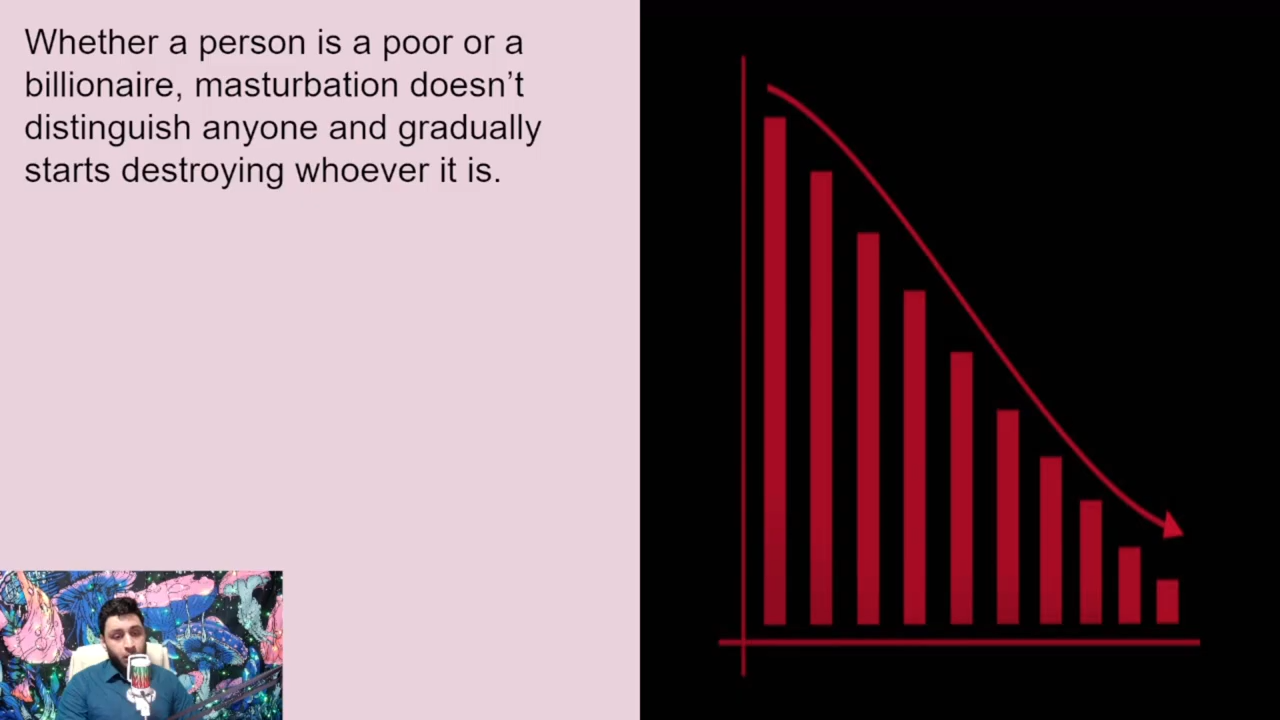 Whether a person is a poor or a
billionaire, masturbation doesn’t
distinguish anyone and gradually
starts destroying whoever it is.